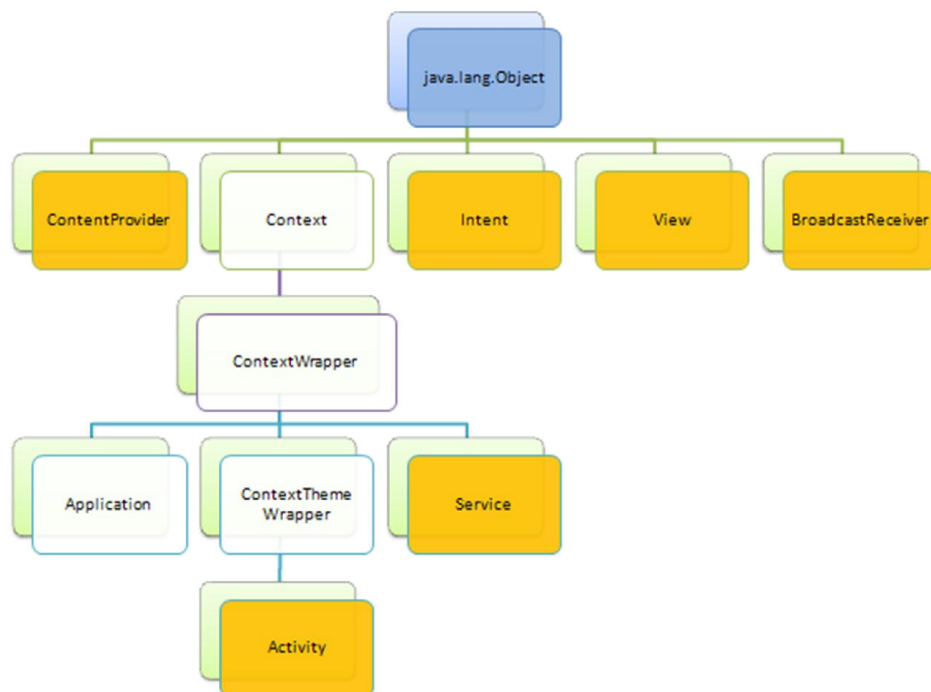 java.lang.Object
ContentProvider
Context
Intent
View
BroadcastReceiver
ContextWrapper
Application
ContextTheme
Wrapper
Service
Activity